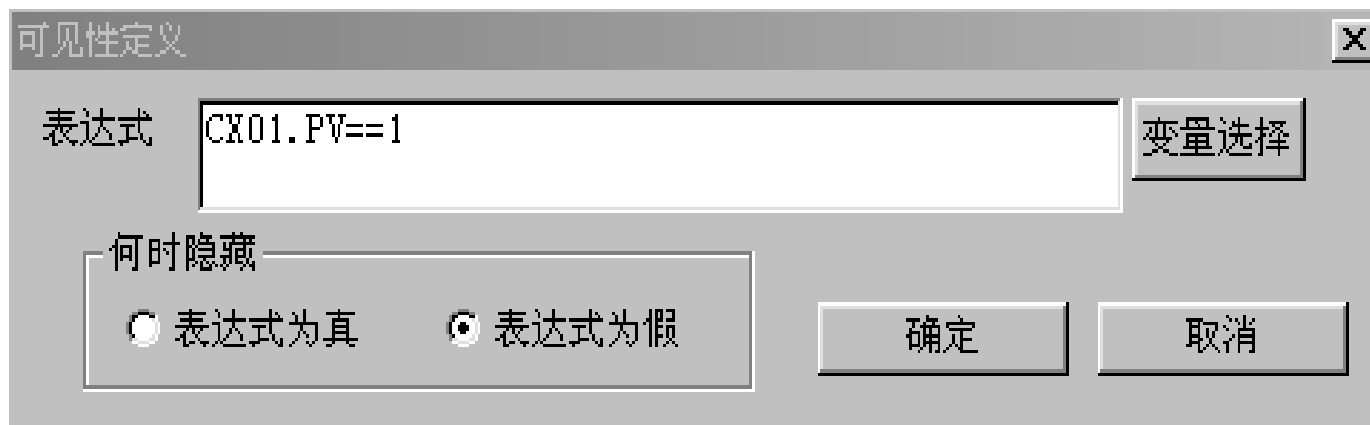 可见性定义
表达式
CX01.PV==1
变量选择
何时隐藏
表达式为真
表达式为假
确定
取消